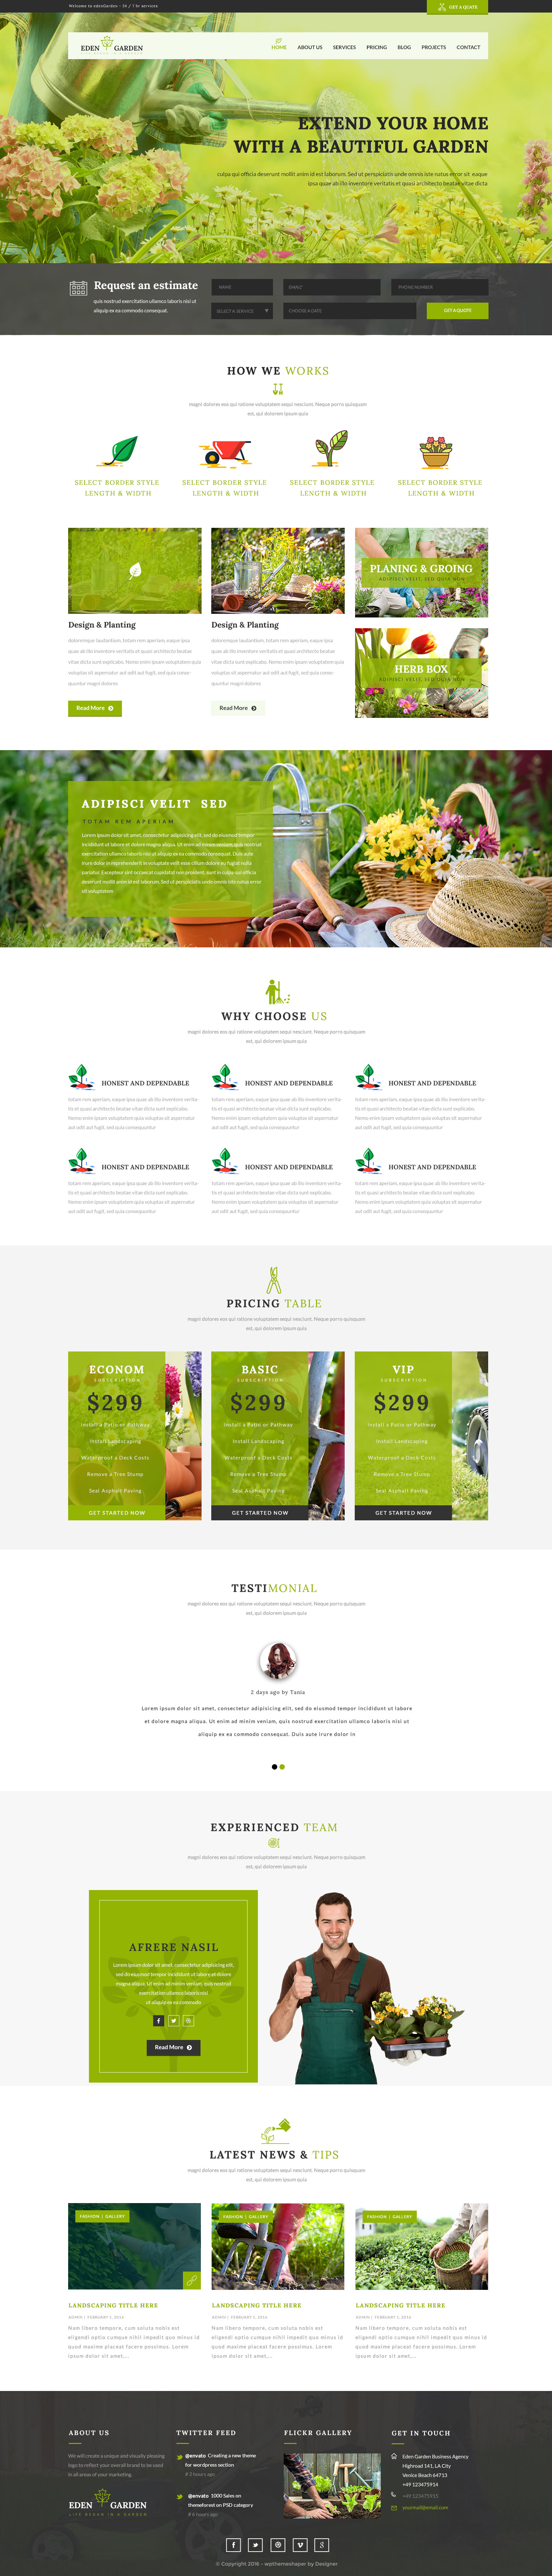 Welcome to edenGarden - 24 / 7 hr services
GET A QUATE
EDEN GARDEN
HOME ABOUT US SERVICES PRICING BLOG PROJECTS CONTACT
EXTEND YOUR HOME
WITH A BEAUTIFUL GARDEN
culpa qui officia deserunt mollit anim id est laborum. Sed ut perspiciatis unde omnis iste natus error sit eaque
ipsa quae ab illo inventore veritatis et quasi architecto beatae vitae dicta
Request an estimate
quis nostrud exercitation ullamco laboris nisi ut
aliquip ex ea commodo consequat.
NAME
EMAIL*
PHONE NUMBER
SELECT A SERVICE
CHOOSE A DATE
GET A QUOTE
HOW WE WORKS
magni dolores eos qui ratione voluptatem sequi nesciunt. Neque porro quisquam
est, qui dolorem ipsum quia
SELECT BORDER STYLE
LENGTH & WIDTH
SELECT BORDER STYLE
LENGTH & WIDTH
SELECT BORDER STYLE
LENGTH & WIDTH
SELECT BORDER STYLE
LENGTH & WIDTH
Design & Planting
doloremque laudantium, totam rem aperiam, eaque ipsa
quae ab illo inventore veritatis et quasi architecto beatae
vitae dicta sunt explicabo. Nemo enim ipsam voluptatem quia
voluptas sit aspernatur aut odit aut fugit, sed quia conse-
quuntur magni dolores
Read More
Design & Planting
doloremque laudantium, totam rem aperiam, eaque ipsa
quae ab illo inventore veritatis et quasi architecto beatae
vitae dicta sunt explicabo. Nemo enim ipsam voluptatem quia
voluptas sit aspernatur aut odit aut fugit, sed quia conse-
quuntur magni dolores
Read More
PLANING & GROING
ADIPISCI VELIT, SED QUIA NON
HERB BOX
ADIPISCI VELIT, SED QUIA NON
ADIPISCI VELIT SED
TOTAM REM APERIAM
Lorem ipsum dolor sit amet, consectetur adipisicing elit, sed do eiusmod tempor
incididunt ut labore et dolore magna aliqua. Ut enim ad minim veniam, quis nostrud
exercitation ullamco laboris nisi ut aliquip ex ea commodo consequat. Duis aute
irure dolor in reprehenderit in voluptate velit esse cillum dolore eu fugiat nulla
pariatur. Excepteur sint occaecat cupidatat non proident, sunt in culpa qui officia
deserunt mollit anim id est laborum. Sed ut perspiciatis unde omnis iste natus error
sit voluptatem
WHY CHOOSE US
magni dolores eos qui ratione voluptatem sequi nesciunt. Neque porro quisquam
est, qui dolorem ipsum quia
HONEST AND DEPENDABLE
totam rem aperiam, eaque ipsa quae ab illo inventore verita-
tis et quasi architecto beatae vitae dicta sunt explicabo.
Nemo enim ipsam voluptatem quia voluptas sit aspernatur
aut odit aut fugit, sed quia consequuntur
HONEST AND DEPENDABLE
totam rem aperiam, eaque ipsa quae ab illo inventore verita-
tis et quasi architecto beatae vitae dicta sunt explicabo.
Nemo enim ipsam voluptatem quia voluptas sit aspernatur
aut odit aut fugit, sed quia consequuntur
HONEST AND DEPENDABLE
totam rem aperiam, eaque ipsa quae ab illo inventore verita-
tis et quasi architecto beatae vitae dicta sunt explicabo.
Nemo enim ipsam voluptatem quia voluptas sit aspernatur
aut odit aut fugit, sed quia consequuntur
HONEST AND DEPENDABLE
totam rem aperiam, eaque ipsa quae ab illo inventore verita-
tis et quasi architecto beatae vitae dicta sunt explicabo.
Nemo enim ipsam voluptatem quia voluptas sit aspernatur
aut odit aut fugit, sed quia consequuntur
HONEST AND DEPENDABLE
totam rem aperiam, eaque ipsa quae ab illo inventore verita-
tis et quasi architecto beatae vitae dicta sunt explicabo.
Nemo enim ipsam voluptatem quia voluptas sit aspernatur
aut odit aut fugit, sed quia consequuntur
HONEST AND DEPENDABLE
totam rem aperiam, eaque ipsa quae ab illo inventore verita-
tis et quasi architecto beatae vitae dicta sunt explicabo.
Nemo enim ipsam voluptatem quia voluptas sit aspernatur
aut odit aut fugit, sed quia consequuntur
PRICING TABLE
magni dolores eos qui ratione voluptatem sequi nesciunt. Neque porro quisquam
est, qui dolorem ipsum quia
ECONOM
SUBSCRIPTION
$299
Install a Patio or Pathway
Install Landscaping
Waterproof a Deck Costs
Remove a Tree Stump
Seal Asphalt Paving
GET STARTED NOW
BASIC
SUBSCRIPTION
$299
Install a Patio or Pathway
Install Landscaping
Waterproof a Deck Costs
Remove a Tree Stump
Seal Asphalt Paving
GET STARTED NOW
VIP
SUBSCRIPTION
$299
Install a Patio or Pathway
Install Landscaping
Waterproof a Deck Costs
Remove a Tree Stump
Seal Asphalt Paving
GET STARTED NOW
TESTIMONIAL
magni dolores eos qui ratione voluptatem sequi nesciunt. Neque porro quisquam
est, qui dolorem ipsum quia
2 days ago by Tania
Lorem ipsum dolor sit amet, consectetur adipisicing elit, sed do eiusmod tempor incididunt ut labore
et dolore magna aliqua. Ut enim ad minim veniam, quis nostrud exercitation ullamco laboris nisi ut
aliquip ex ea commodo consequat. Duis aute irure dolor in
EXPERIENCED TEAM
magni dolores eos qui ratione voluptatem sequi nesciunt. Neque porro quisquam
est, qui dolorem ipsum quia
AFRERE NASIL
Lorem ipsum dolor sit amet, consectetur adipisicing elit,
sed do eiusmod tempor incididunt ut labore et dolore
magna aliqua. Ut enim ad minim veniam, quis nostrud
exercitation ullamco laboris nisi
ut aliquip ex ea commodo
Read More
LATEST NEWS & TIPS
magni dolores eos qui ratione voluptatem sequi nesciunt. Neque porro quisquam
est, qui dolorem ipsum quia
FASHION | GALLERY
LANDSCAPING TITLE HERE
ADMIN | FEBRUARY 1, 2016
Nam libero tempore, cum soluta nobis est
eligendi optio cumque nihil impedit quo minus id
quod maxime placeat facere possimus. Lorem
ipsum dolor sit amet,...
FASHION | GALLERY
LANDSCAPING TITLE HERE
ADMIN | FEBRUARY 1, 2016
Nam libero tempore, cum soluta nobis est
eligendi optio cumque nihil impedit quo minus id
quod maxime placeat facere possimus. Lorem
ipsum dolor sit amet,...
FASHION | GALLERY
LANDSCAPING TITLE HERE
ADMIN | FEBRUARY 1, 2016
Nam libero tempore, cum soluta nobis est
eligendi optio cumque nihil impedit quo minus id
quod maxime placeat facere possimus. Lorem
ipsum dolor sit amet,...
ABOUT US
We will create a unique and visually pleasing
logo to reflect your overall brand to be used
in all areas of your marketing.
EDEN GARDEN
LIFE BEGAN IN A GARDEN
TWITTER FEED
@envato Creating a new theme
for wordpress section
# 3 hours ago
@envato 1000 Sales on
themeforest on PSD category
# 6 hours ago
FLICKR GALLERY
GET IN TOUCH
Eden Garden Business Agency
Highroad 141, LA City
Venice Beach 64713
+49 123475914
+49 123475915
yourmail@email.com
© Copyright 2016 - wpthemeshaper by Designer